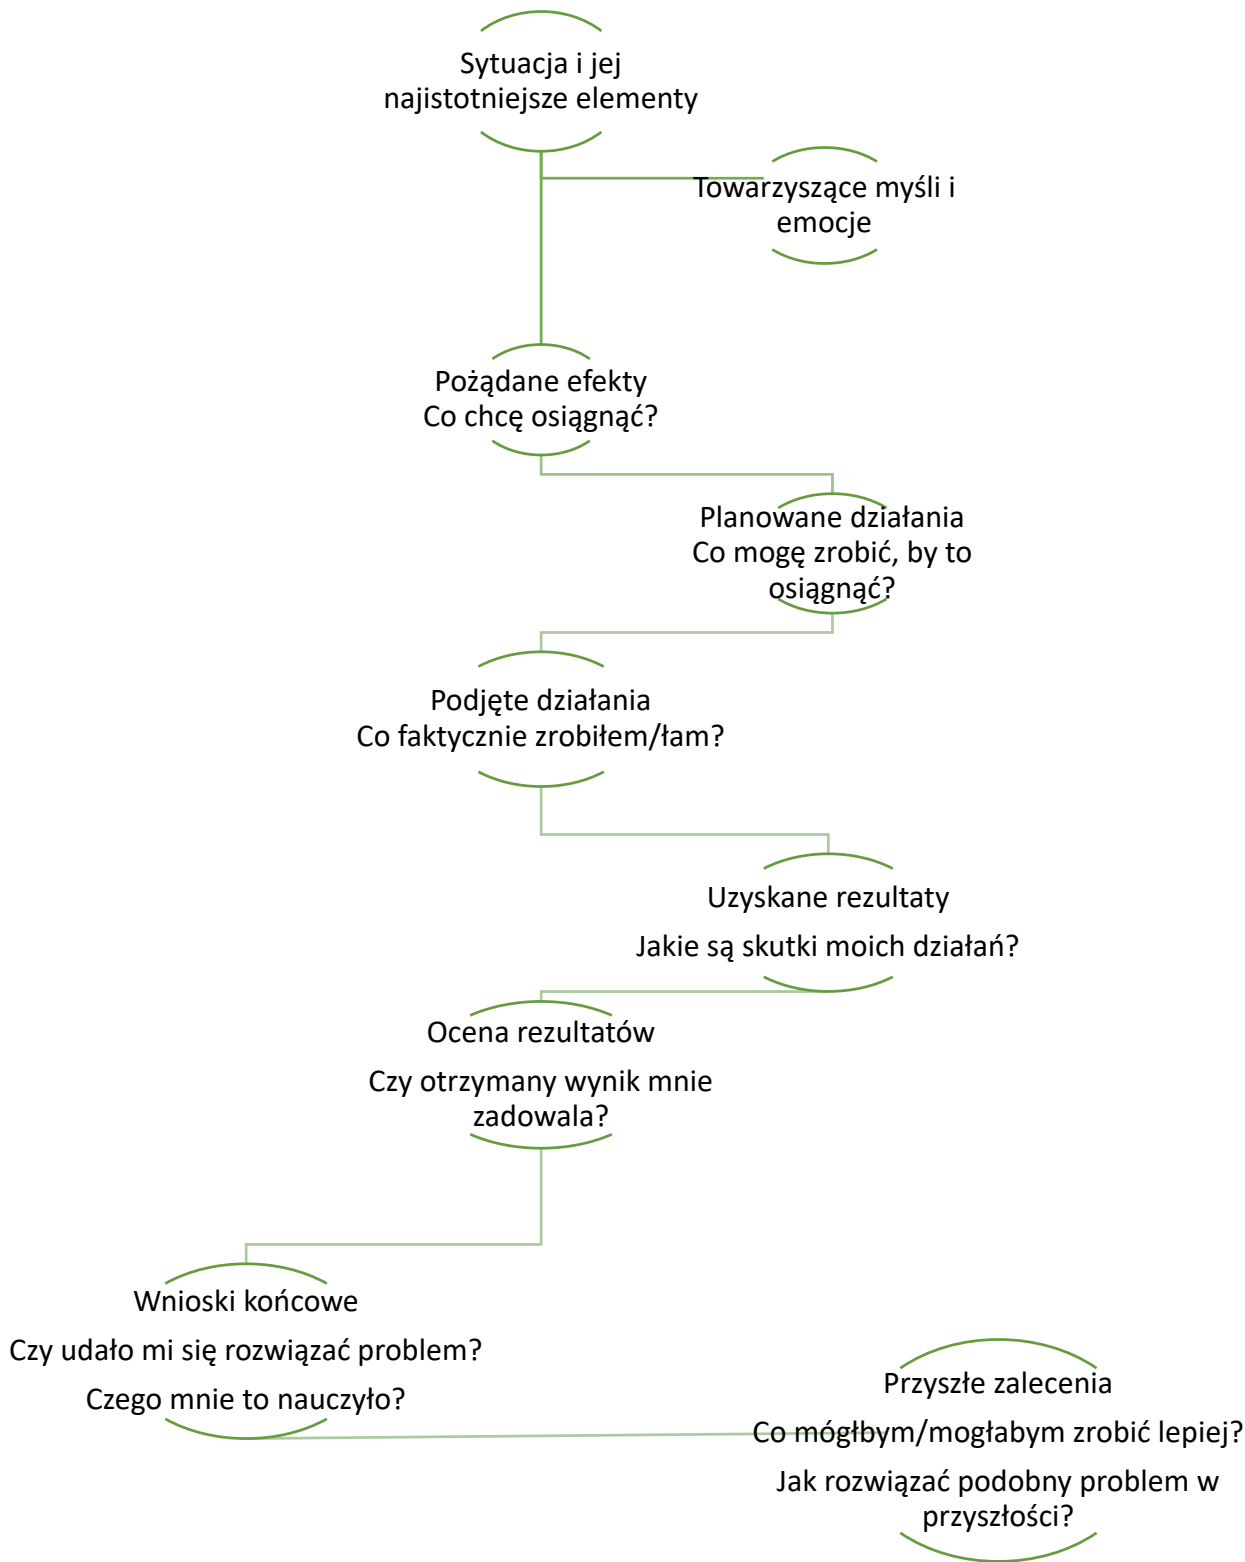 Sytuacja i jej
najistotniejsze elementy
Towarzyszące myśli i
emocje
Pożądane efekty
Co chcę osiągnąć?
Planowane działania
Co mogę zrobić, by to
osiągnąć?
Podjęte działania
Co faktycznie zrobiłem/łam?
Uzyskane rezultaty
Jakie są skutki moich działań?
Ocena rezultatów
Czy otrzymany wynik mnie
zadowala?
Wnioski końcowe
Czy udało mi się rozwiązać problem?
Czego mnie to nauczyło?
Przyszłe zalecenia
Co mógłbym/mogłabym zrobić lepiej?
Jak rozwiązać podobny problem w
przyszłości?